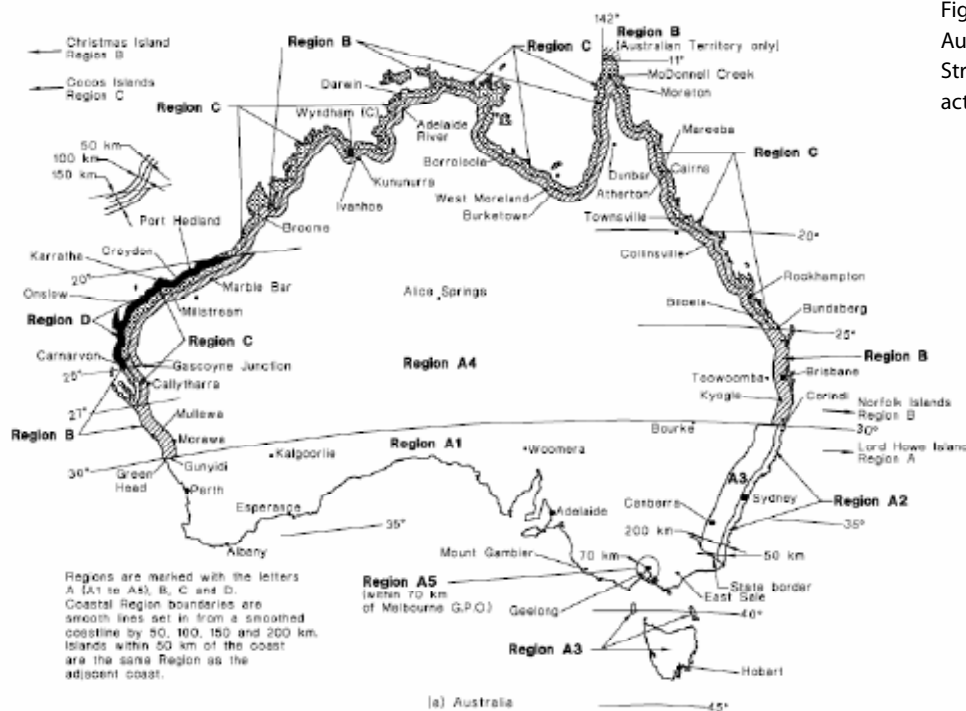 Fig
Au
Str
act
Christmas Island
Region B
Cocos Islands
Region C
50 km
100 km
150 km
Region B
Region C
142°
Region B
(Australian Territory only)
11°
McDonnell Creek
Moreton
Darwin
Region C
Wyndham (C)
Adelaide
River
Mareeba
Cairns
Region C
Borroloola
Kununurra
Ivanhoe
West Moreland
Burketown
Dunbar
Atherton
Townsville
Broome
Port Hedland
Croydon
Karratha
20°
20°
Collinsville
Onslow
Marble Bar
Millstream
Alice Springs
Rockhampton
Biloela
Bundaberg
Region D
Region C
25°
Carnarvon
25°
Gascoyne Junction
Region A4
Region B
Callytharra
Toowoomba
Brisbane
Kyogle
Corindi
27°
Mullewa
Norfolk Islands
Region B
Region B
Morawa
Bourke
30°
Region A1
Lord Howe Island
Region A
30°
Gunyidi
Kalgoorlie
Woomera
Green
Head
Perth
A3
Region A2
Esperance
Adelaide
Canberra
Sydney
35°
35°
200 km
Albany
Mount Gambier
70 km
50 km
Region A5
(within 70 km
of Melbourne G.P.O.)
State border
East Sale
Geelong
40°
Region A3
Hobart
Regions are marked with the letters
A (A1 to A5), B, C and D.
Coastal Region boundaries are
smooth lines set in from a smoothed
coastline by 50, 100, 150 and 200 km.
Islands within 50 km of the coast
are the same Region as the
adjacent coast.
(a) Australia
45°